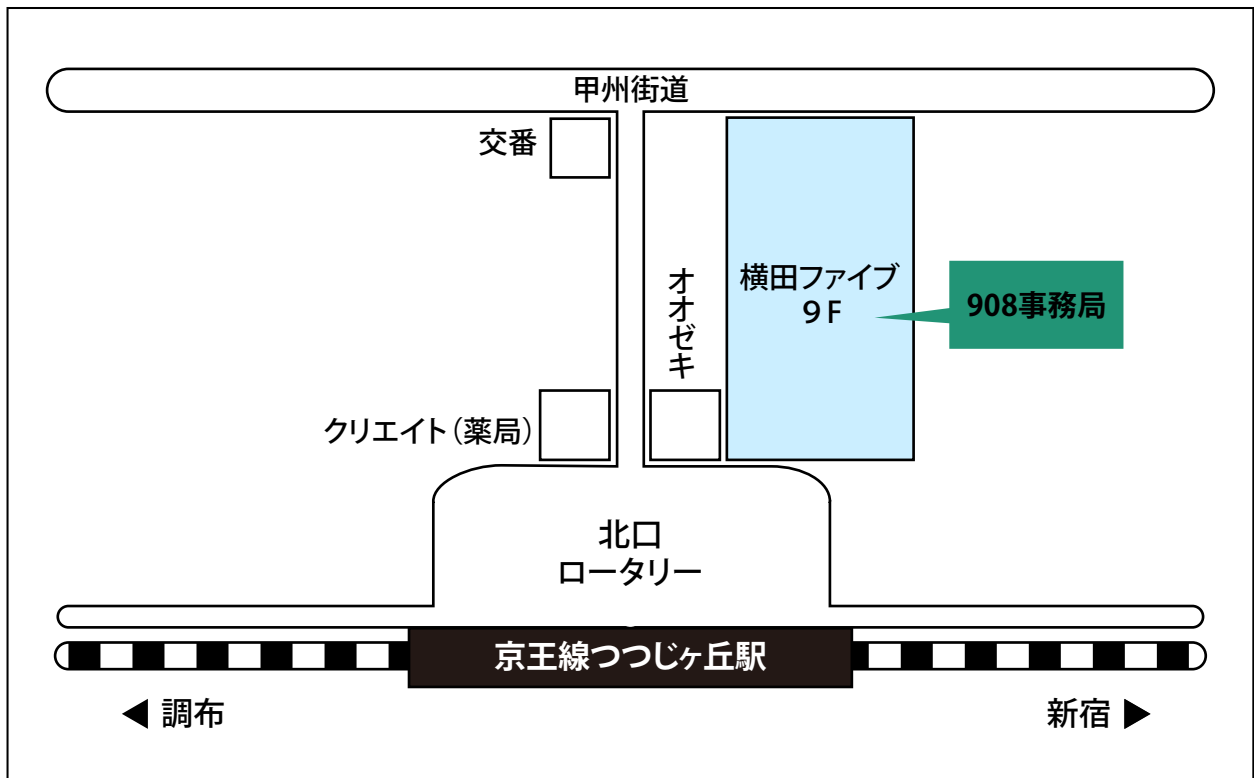 甲州街道
交番
オオゼキ
横田ファイブ
９F
908事務局
クリエイト（薬局）
北口
ロータリー
京王線つつじヶ丘駅
◀ 調布
新宿 ▶